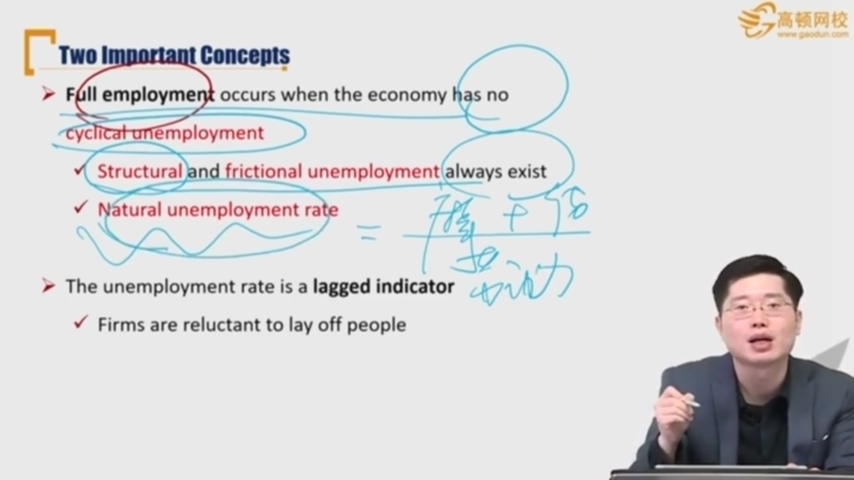 高顿网校
www.gaodun.com
Two Important Concepts
Full employment occurs when the economy has no
cyclical unemployment
Structural and frictional unemployment always exist
Natural unemployment rate
=
The unemployment rate is a lagged indicator
Firms are reluctant to lay off people